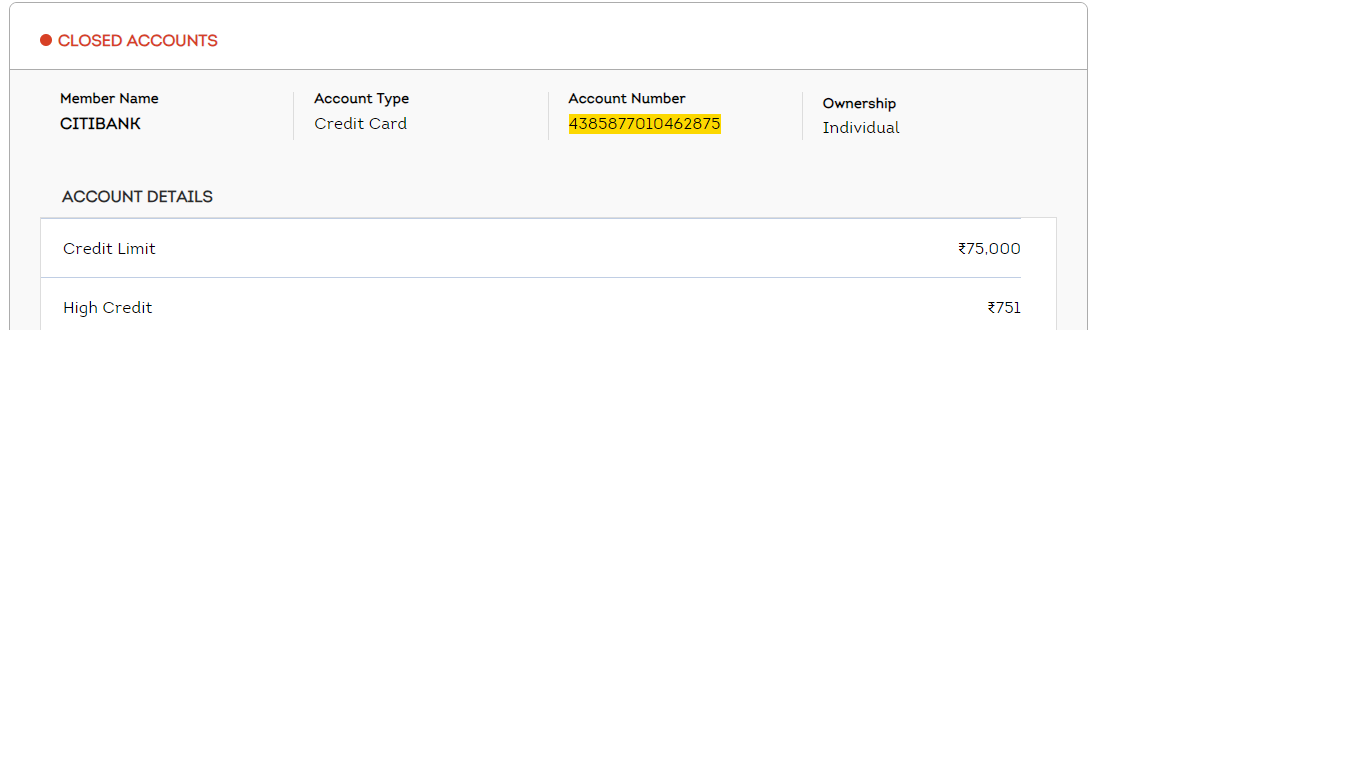 CLOSED ACCOUNTS
Member Name
CITIBANK
Account Type
Credit Card
Account Number
4385877010462875
Ownership
Individual
ACCOUNT DETAILS
Credit Limit ₹75,000
High Credit ₹751